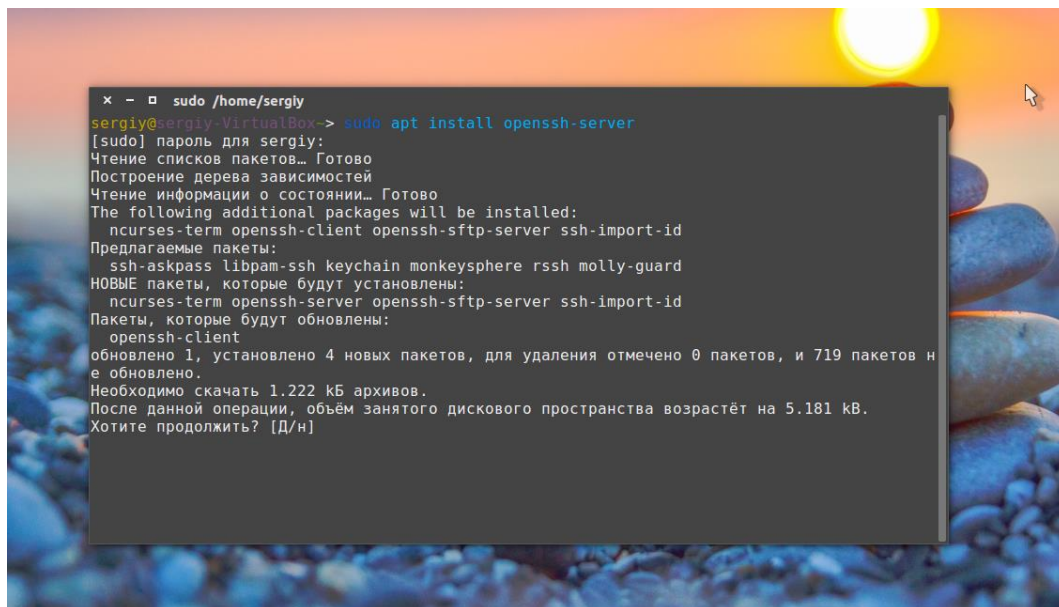 sudo /home/sergiy
sergiy@sergiy-VirtualBox~> sudo apt install openssh-server
[sudo] пароль для sergiy:
Чтение списков пакетов… Готово
Построение дерева зависимостей
Чтение информации о состоянии… Готово
The following additional packages will be installed:
  ncurses-term openssh-client openssh-sftp-server ssh-import-id
Предлагаемые пакеты:
  ssh-askpass libpam-ssh keychain monkeysphere rssh molly-guard
НОВЫЕ пакеты, которые будут установлены:
  ncurses-term openssh-server openssh-sftp-server ssh-import-id
Пакеты, которые будут обновлены:
  openssh-client
обновлено 1, установлено 4 новых пакетов, для удаления отмечено 0 пакетов, и 719 пакетов н
е обновлено.
Необходимо скачать 1.222 kБ архивов.
После данной операции, объём занятого дискового пространства возрастёт на 5.181 kB.
Хотите продолжить? [Д/н]